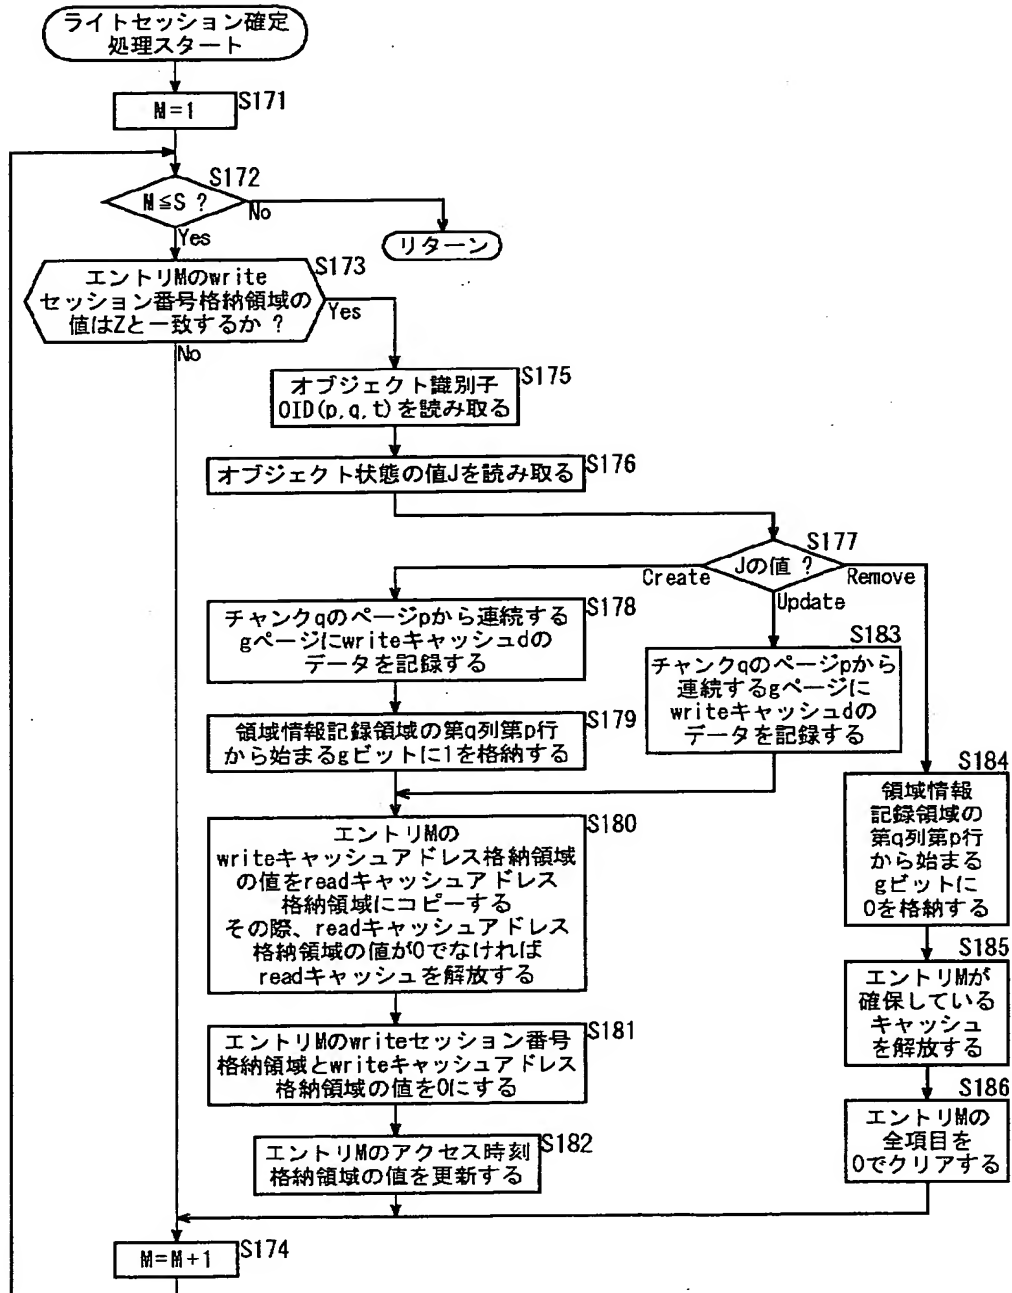 ライトセッション確定
処理スタート
M=1
S171
S172
M≦S ?
No
Yes
リターン
S173
エントリMのwrite
セッション番号格納領域の
値はZと一致するか ?
Yes
No
S175
オブジェクト識別子
OID(p,q,t)を読み取る
S176
オブジェクト状態の値Jを読み取る
S177
Jの値 ?
Create
Remove
Update
S178
チャンクqのページpから連続する
gページにwriteキャッシュdの
データを記録する
S183
チャンクqのページpから
連続するgページに
writeキャッシュdの
データを記録する
S179
領域情報記録領域の第q列第p行
から始まるgビットに1を格納する
S184
領域情報
記録領域の
第q列第p行
から始まる
gビットに
0を格納する
S180
エントリMの
writeキャッシュアドレス格納領域
の値をreadキャッシュアドレス
格納領域にコピーする
その際、readキャッシュアドレス
格納領域の値が0でなければ
readキャッシュを解放する
S185
エントリMが
確保している
キャッシュ
を解放する
S181
エントリMのwriteセッション番号
格納領域とwriteキャッシュアドレス
格納領域の値を0にする
S186
エントリMの
全項目を
0でクリアする
S182
エントリMのアクセス時刻
格納領域の値を更新する
M=M+1
S174